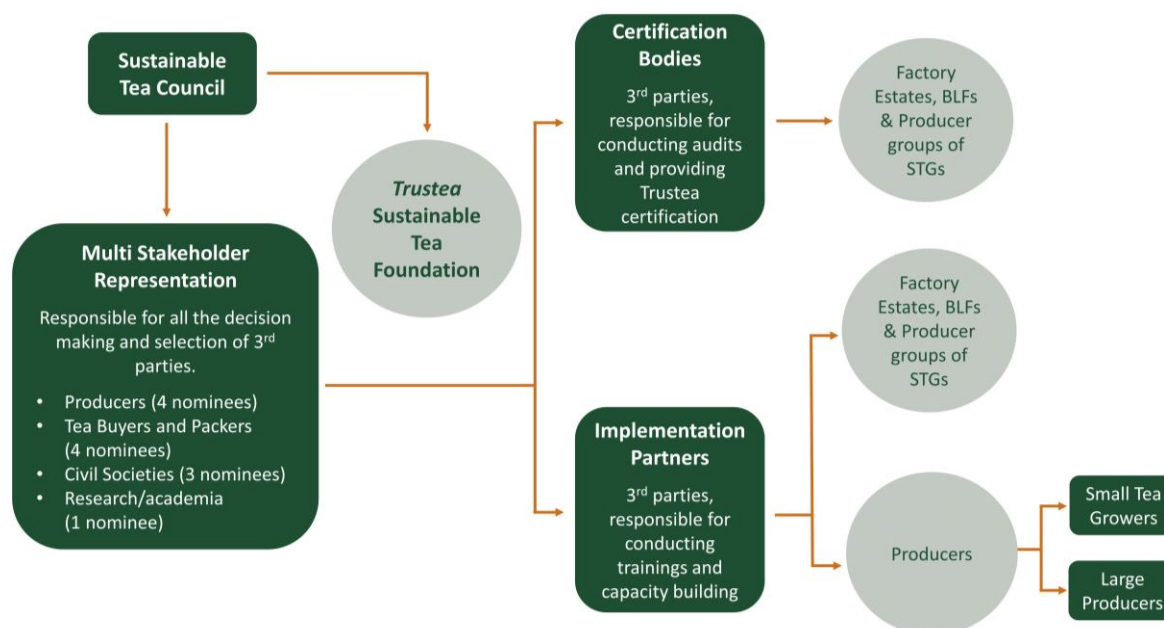 Sustainable
Tea Council
Multi Stakeholder
Representation
Responsible for all the decision
making and selection of 3rd
parties.
• Producers (4 nominees)
• Tea Buyers and Packers
(4 nominees)
• Civil Societies (3 nominees)
• Research/academia
(1 nominee)
Trustea
Sustainable
Tea
Foundation
Certification
Bodies
3rd parties,
responsible for
conducting audits
and providing
Trustea
certification
Factory
Estates, BLFs
& Producer
groups of
STGs
Implementation
Partners
3rd parties,
responsible for
conducting
trainings and
capacity building
Factory
Estates, BLFs
& Producer
groups of
STGs
Producers
Small Tea
Growers
Large
Producers